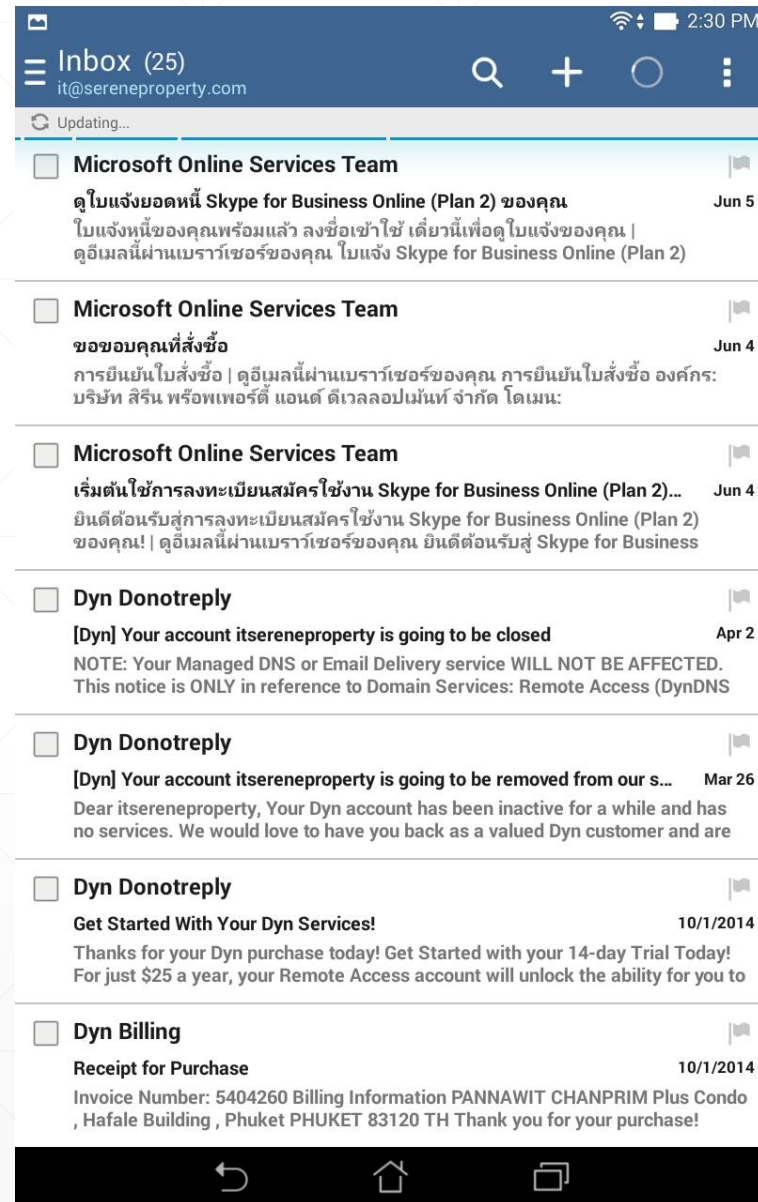 2:30 PM
Inbox (25)
it@sereneproperty.com
Updating...
Microsoft Online Services Team
ดูใบแจ้งยอดหนี้ Skype for Business Online (Plan 2) ของคุณ Jun 5
ใบแจ้งหนี้ของคุณพร้อมแล้ว ลงชื่อเข้าใช้ เดี๋ยวนี้เพื่อดูใบแจ้งของคุณ |
ดูอีเมลนี้ผ่านเบราว์เซอร์ของคุณ ใบแจ้ง Skype for Business Online (Plan 2)
Microsoft Online Services Team
ขอขอบคุณที่สั่งซื้อ Jun 4
การยืนยันใบสั่งซื้อ | ดูอีเมลนี้ผ่านเบราว์เซอร์ของคุณ การยืนยันใบสั่งซื้อ องค์กร:
บริษัท สิรีน พร๊อพเพอร์ตี้ แอนด์ ดีเวลลอปเม้นท์ จำกัด โดเมน:
Microsoft Online Services Team
เริ่มต้นใช้การลงทะเบียนสมัครใช้งาน Skype for Business Online (Plan 2)... Jun 4
ยินดีต้อนรับสู่การลงทะเบียนสมัครใช้งาน Skype for Business Online (Plan 2)
ของคุณ! | ดูอีเมลนี้ผ่านเบราว์เซอร์ของคุณ ยินดีต้อนรับสู่ Skype for Business
Dyn Donotreply
[Dyn] Your account itsereneproperty is going to be closed Apr 2
NOTE: Your Managed DNS or Email Delivery service WILL NOT BE AFFECTED.
This notice is ONLY in reference to Domain Services: Remote Access (DynDNS
Dyn Donotreply
[Dyn] Your account itsereneproperty is going to be removed from our s... Mar 26
Dear itsereneproperty, Your Dyn account has been inactive for a while and has
no services. We would love to have you back as a valued Dyn customer and are
Dyn Donotreply
Get Started With Your Dyn Services! 10/1/2014
Thanks for your Dyn purchase today! Get Started with your 14-day Trial Today!
For just $25 a year, your Remote Access account will unlock the ability for you to
Dyn Billing
Receipt for Purchase 10/1/2014
Invoice Number: 5404260 Billing Information PANNAWIT CHANPRIM Plus Condo
, Hafale Building , Phuket PHUKET 83120 TH Thank you for your purchase!